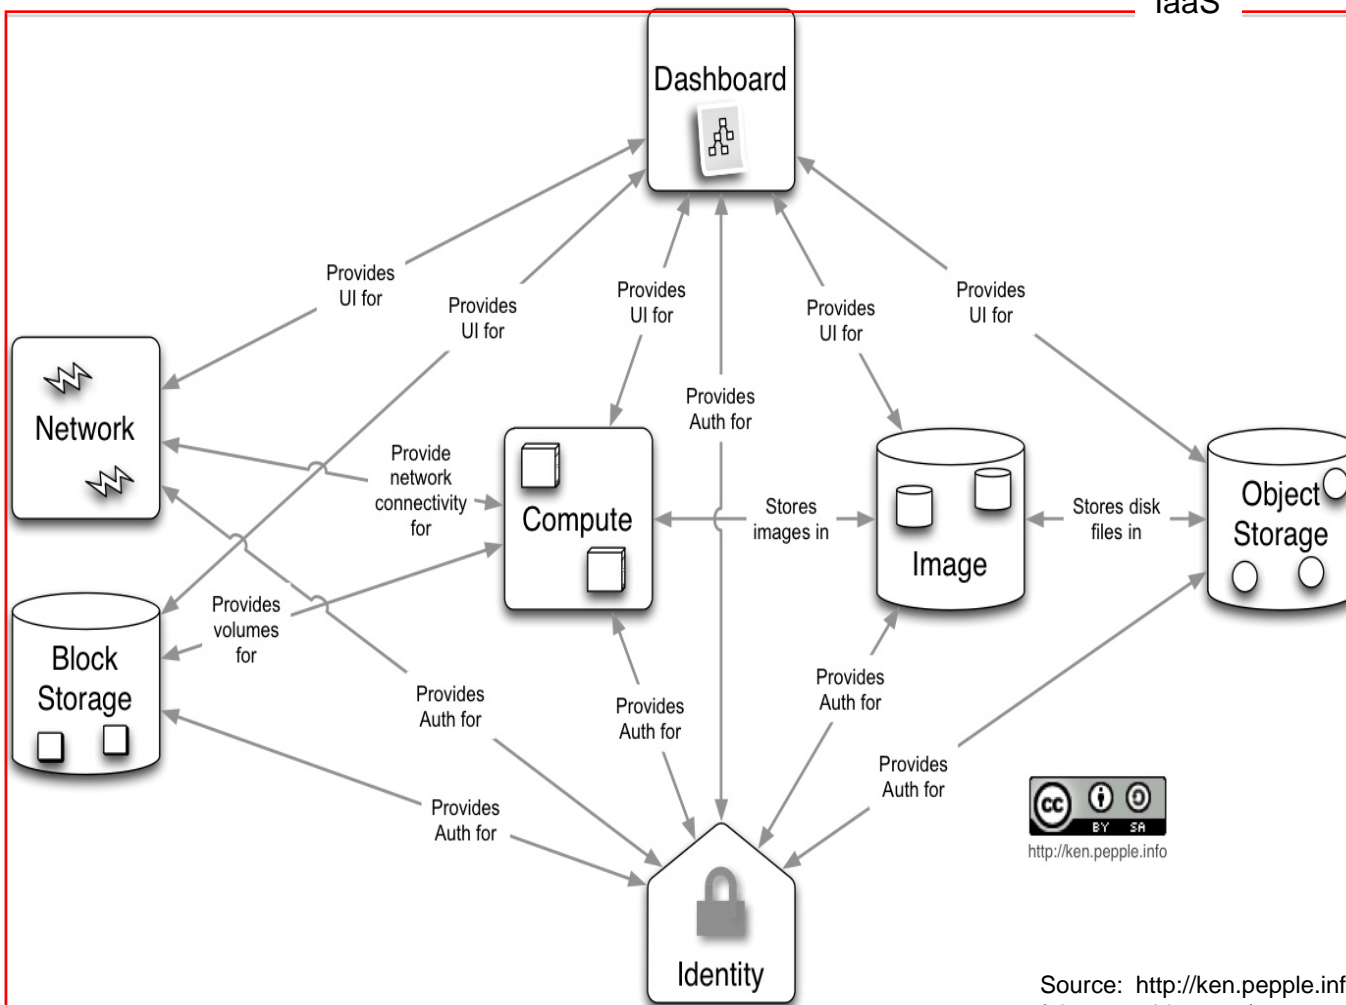 IaaS
Dashboard
Provides
UI for
Provides
UI for
Provides
UI for
Provides
UI for
Provides
UI for
Network
Provides
Auth for
Provide
network
connectivity
for
Compute
Stores
images in
Image
Stores disk
files in
Object
Storage
Block
Storage
Provides
volumes
for
Provides
Auth for
Provides
Auth for
Provides
Auth for
Provides
Auth for
Provides
Auth for
cc
BY SA
http://ken.pepple.info
Identity
Source: http://ken.pepple.inf